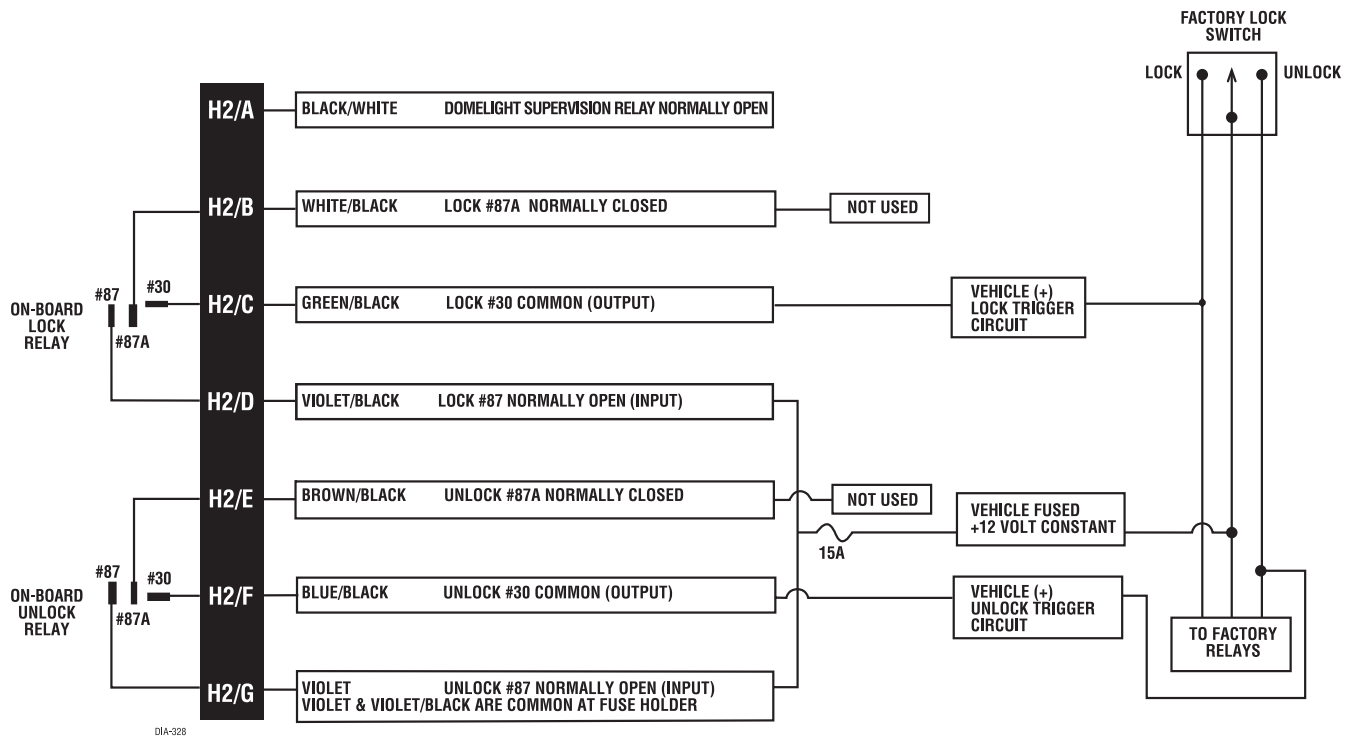 FACTORY LOCK
SWITCH
LOCK
UNLOCK
H2/A
BLACK/WHITE DOMELIGHT SUPERVISION RELAY NORMALLY OPEN
H2/B
WHITE/BLACK LOCK #87A NORMALLY CLOSED
NOT USED
ON-BOARD
LOCK
RELAY
#87
#30
#87A
H2/C
GREEN/BLACK LOCK #30 COMMON (OUTPUT)
VEHICLE (+)
LOCK TRIGGER
CIRCUIT
H2/D
VIOLET/BLACK LOCK #87 NORMALLY OPEN (INPUT)
H2/E
BROWN/BLACK UNLOCK #87A NORMALLY CLOSED
NOT USED
15A
VEHICLE FUSED
+12 VOLT CONSTANT
ON-BOARD
UNLOCK
RELAY
#87
#30
#87A
H2/F
BLUE/BLACK UNLOCK #30 COMMON (OUTPUT)
VEHICLE (+)
UNLOCK TRIGGER
CIRCUIT
TO FACTORY
RELAYS
H2/G
VIOLET UNLOCK #87 NORMALLY OPEN (INPUT)
VIOLET & VIOLET/BLACK ARE COMMON AT FUSE HOLDER
DIA-328